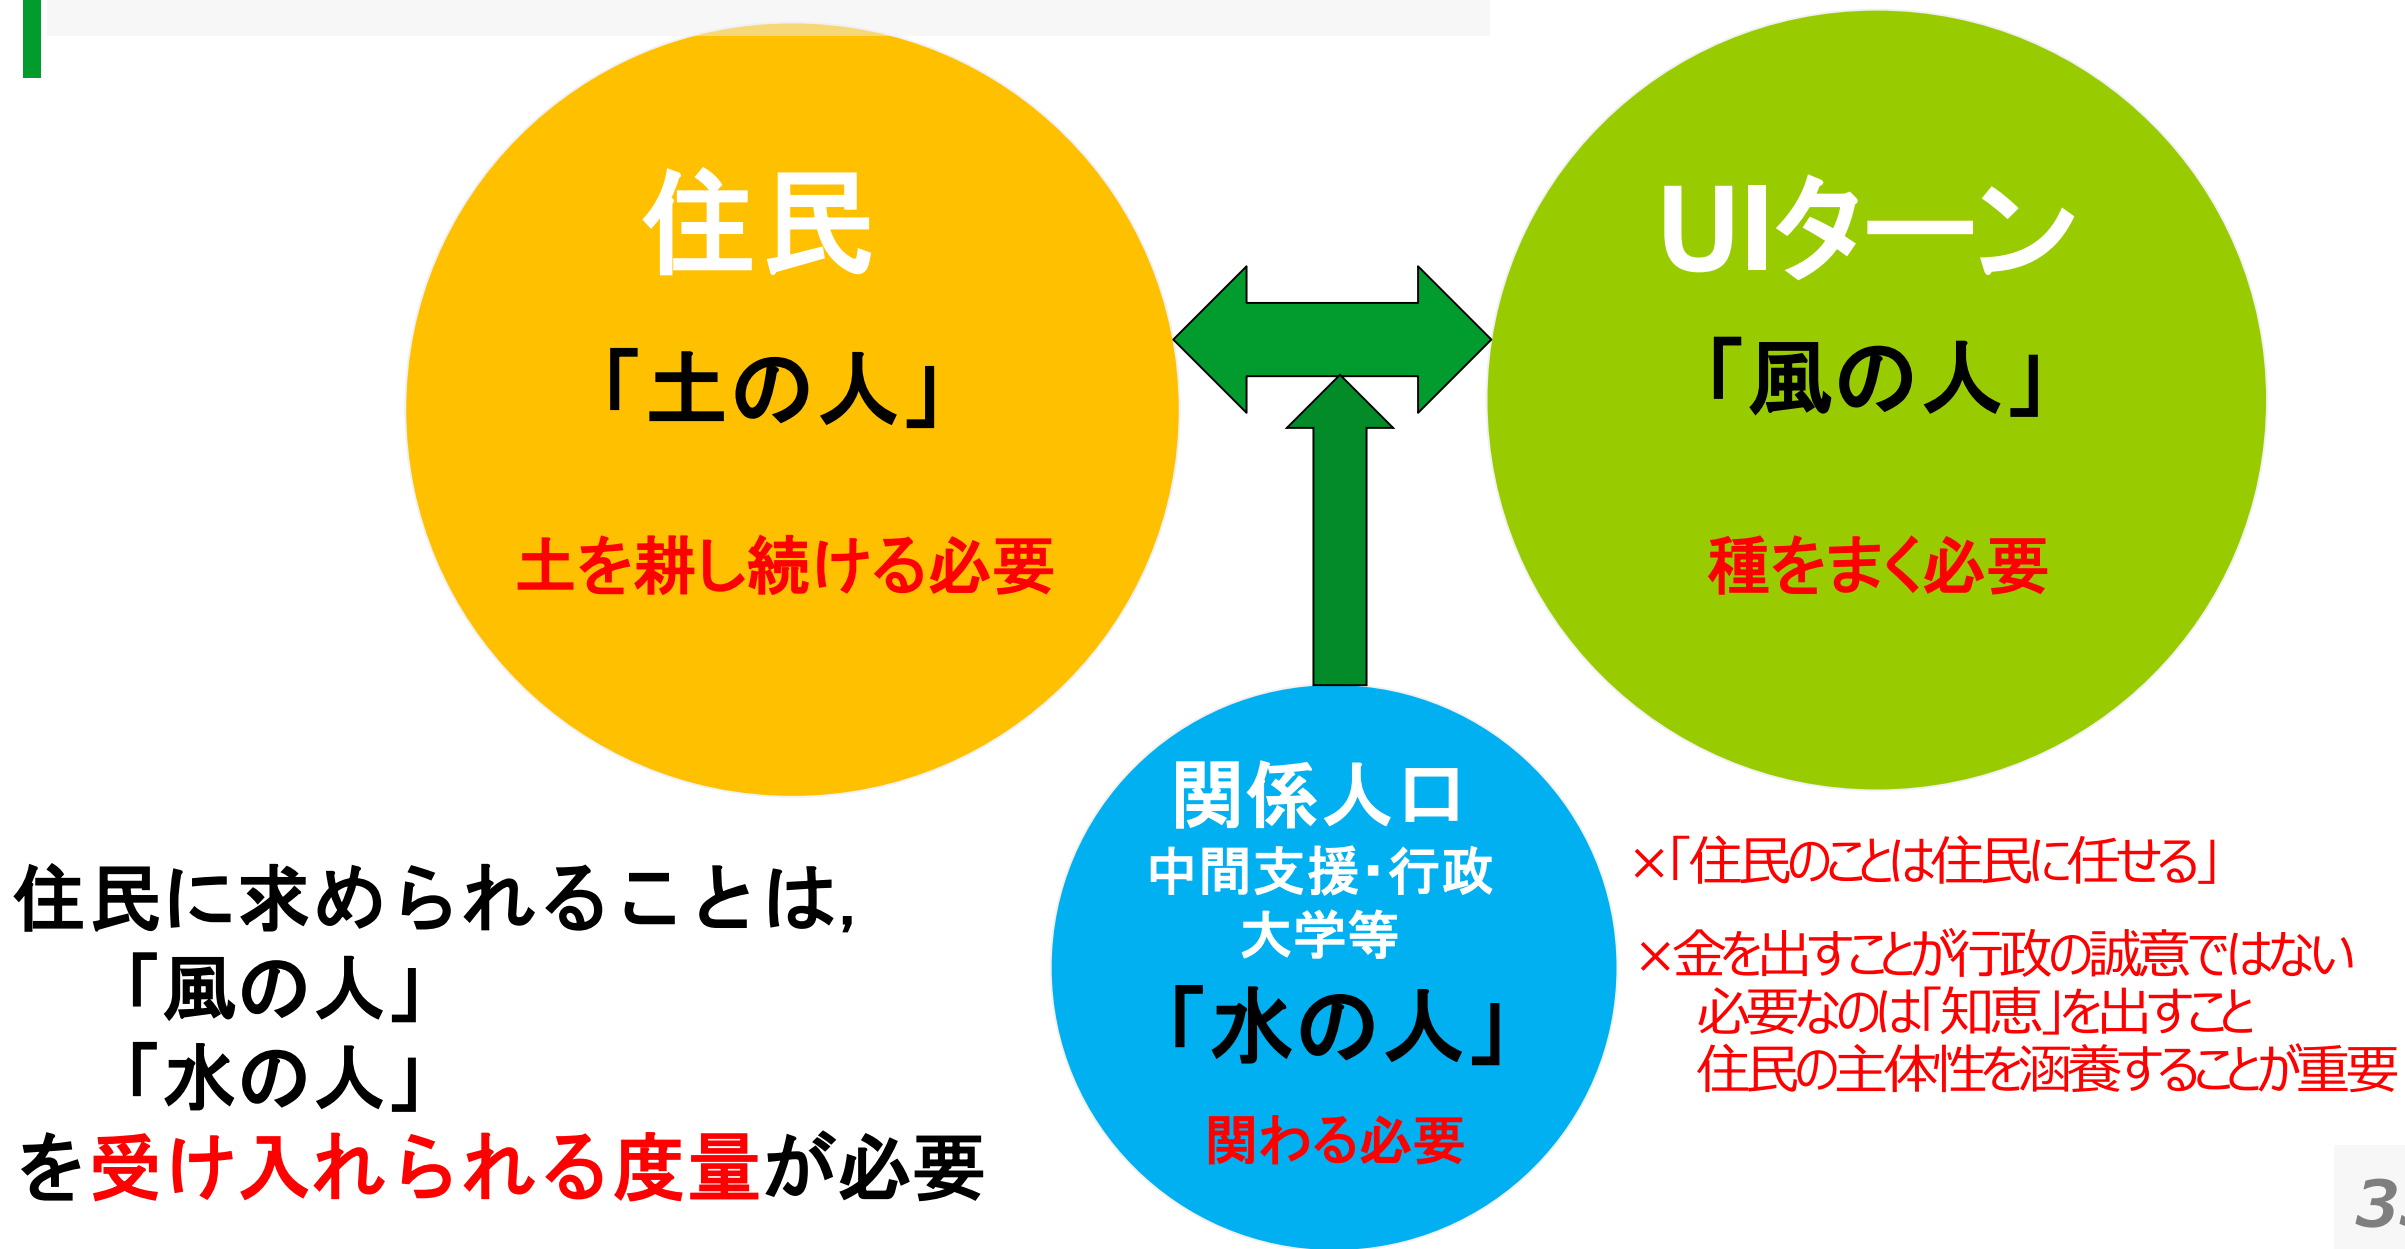 住民
「土の人」
土を耕し続ける必要
UIターン
「風の人」
種をまく必要
関係人口
中間支援・行政
大学等
「水の人」
関わる必要
住民に求められることは,
「風の人」
「水の人」
を受け入れられる度量が必要
×「住民のことは住民に任せる」
×金を出すことが行政の誠意ではない
必要なのは「知恵」を出すこと
住民の主体性を涵養することが重要